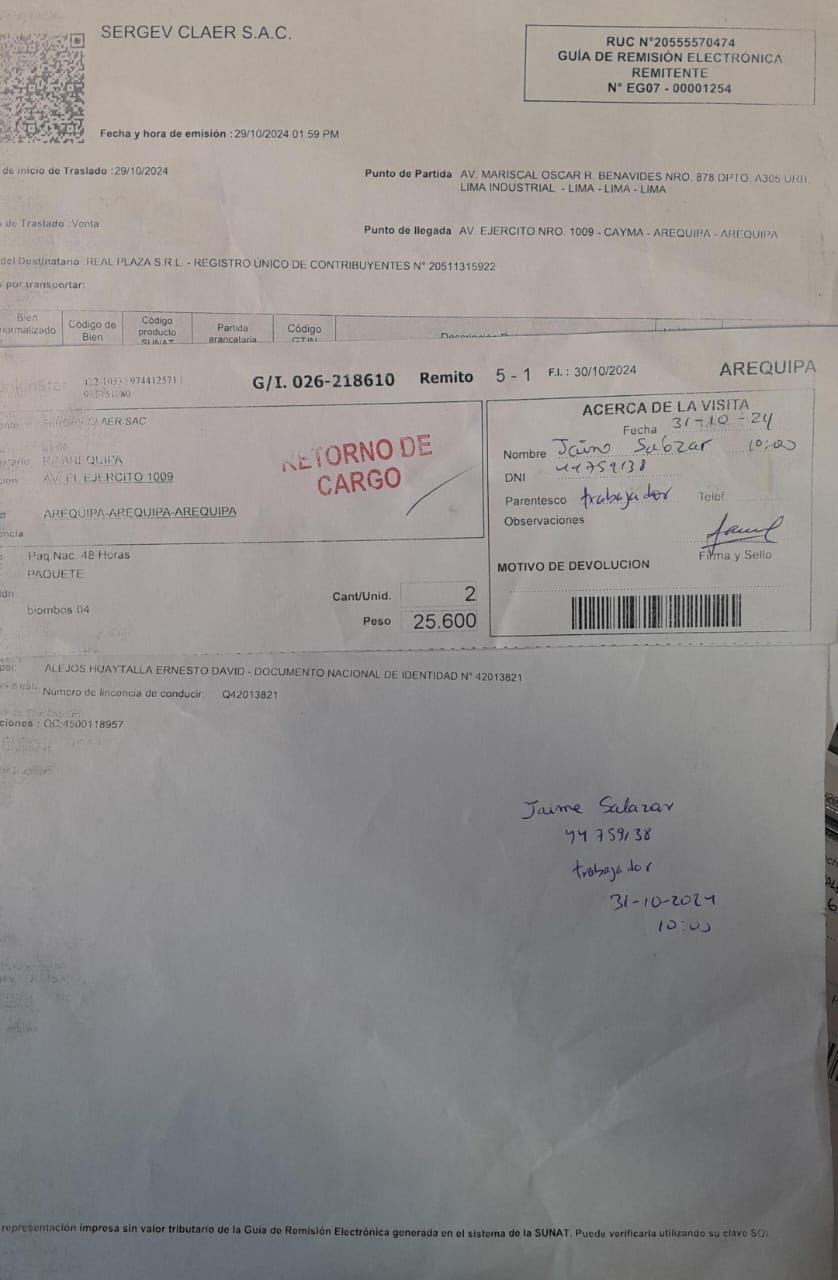 SERGEV CLAER S.A.C.
RUC N°20555570474
GUÍA DE REMISIÓN ELECTRÓNICA
REMITENTE
N° EG07 - 00001254
Fecha y hora de emisión : 29/10/2024 01:59 PM
de inicio de Traslado : 29/10/2024
Punto de Partida AV. MARISCAL OSCAR R. BENAVIDES NRO. 878 DPTO. A305 URB.
LIMA INDUSTRIAL - LIMA - LIMA - LIMA
de Traslado : Venta
Punto de llegada AV. EJERCITO NRO. 1009 - CAYMA - AREQUIPA - AREQUIPA
del Destinatario : REAL PLAZA S.R.L. - REGISTRO ÚNICO DE CONTRIBUYENTES N° 20511315922
por transportar:
Bien normalizado
Código de Bien
Código producto SUNAT
Partida arancelaria
Código GTIN
G/I. 026-218610 Remito 5 - 1 F.I.: 30/10/2024 AREQUIPA
SERGEV CLAER SAC
RP AREQUIPA
AV. EL EJERCITO 1009
AREQUIPA-AREQUIPA-AREQUIPA
RETORNO DE
CARGO
ACERCA DE LA VISITA
Fecha 31-10-24
Nombre Jaime Salazar 10:00
DNI 44759138
Parentesco trabajador Telef
Observaciones
Firma y Sello
MOTIVO DE DEVOLUCION
Paq.Nac. 48 Horas
PAQUETE
biombos 04
Cant/Unid. 2
Peso 25.600
ALEJOS HUAYTALLA ERNESTO DAVID - DOCUMENTO NACIONAL DE IDENTIDAD N° 42013821
Número de lincencia de conducir: Q42013821
ciones : OC:4500118957
Jaime Salazar
44759138
trabajador
31-10-2024
10:00
representación impresa sin valor tributario de la Guía de Remisión Electrónica generada en el sistema de la SUNAT. Puede verificarla utilizando su clave SOL